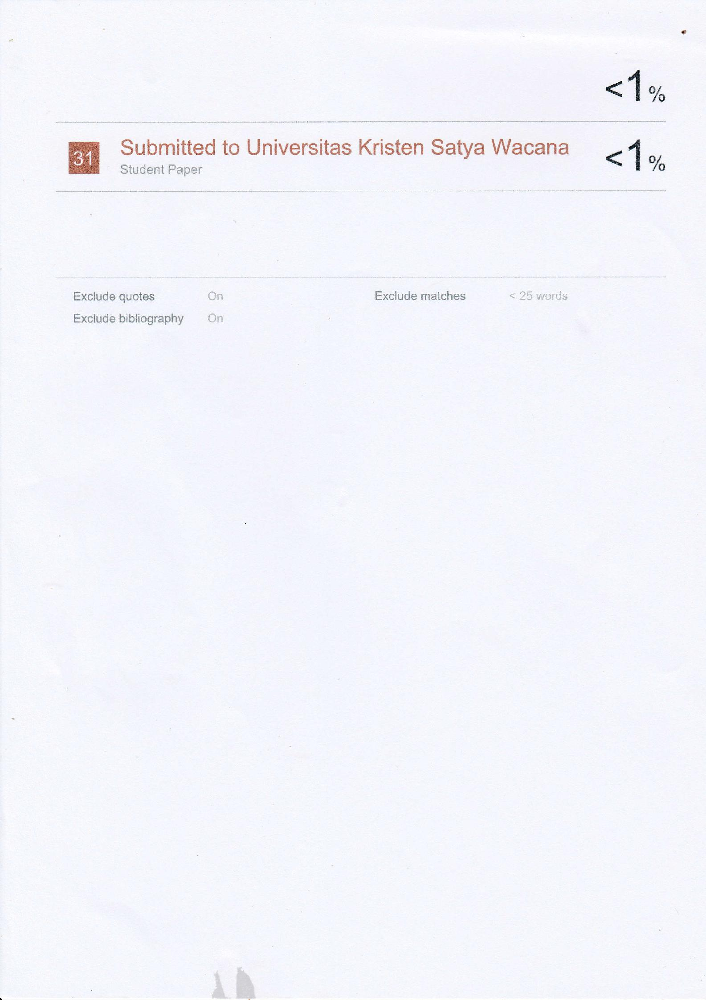 <1%
31 Submitted to Universitas Kristen Satya Wacana <1%
Student Paper
Exclude quotes On Exclude matches < 25 words
Exclude bibliography On